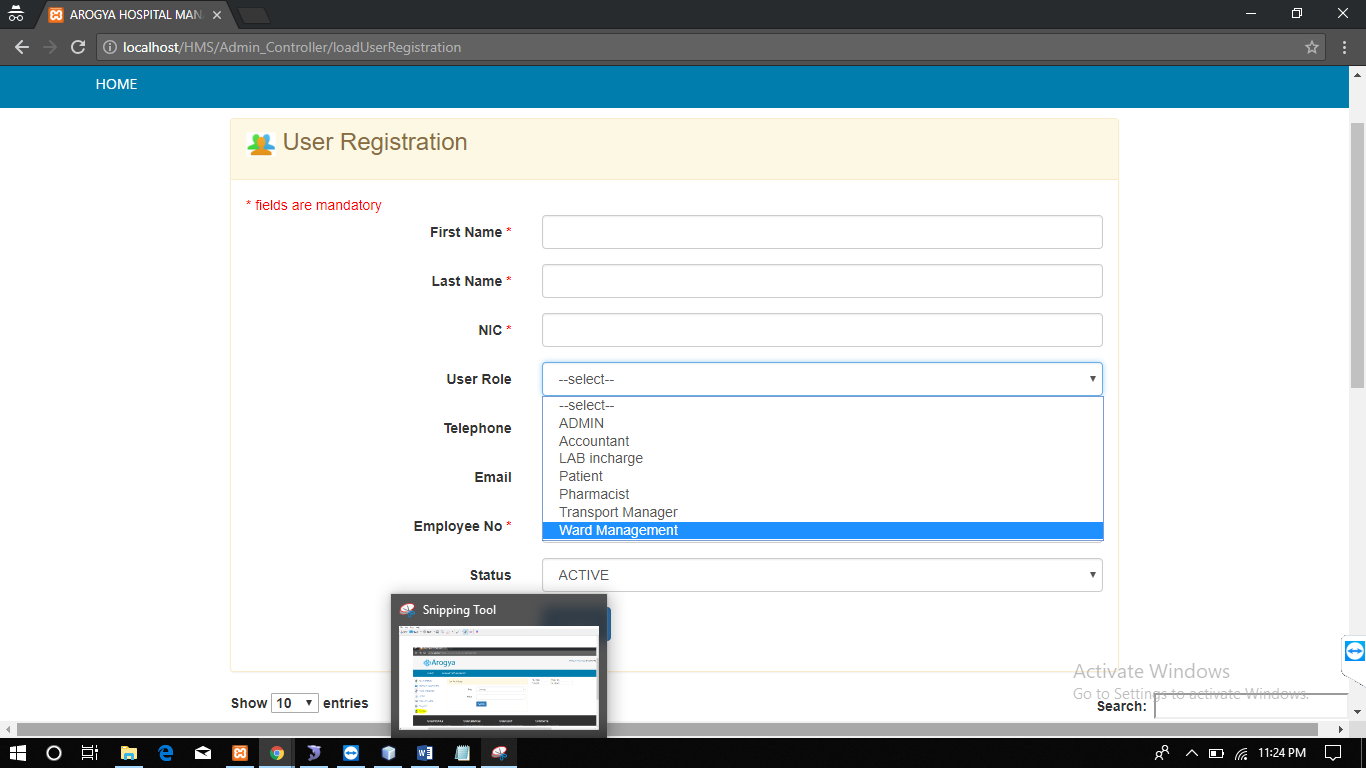 AROGYA HOSPITAL MAN
localhost/HMS/Admin_Controller/loadUserRegistration
HOME
User Registration
* fields are mandatory
First Name *
Last Name *
NIC *
User Role
--select--
--select--
ADMIN
Accountant
LAB incharge
Patient
Pharmacist
Transport Manager
Ward Management
Telephone
Email
Employee No *
Status
ACTIVE
Snipping Tool
Arogya
Activate Windows
Go to Settings to activate Windows.
Show 10 entries
Search:
11:24 PM